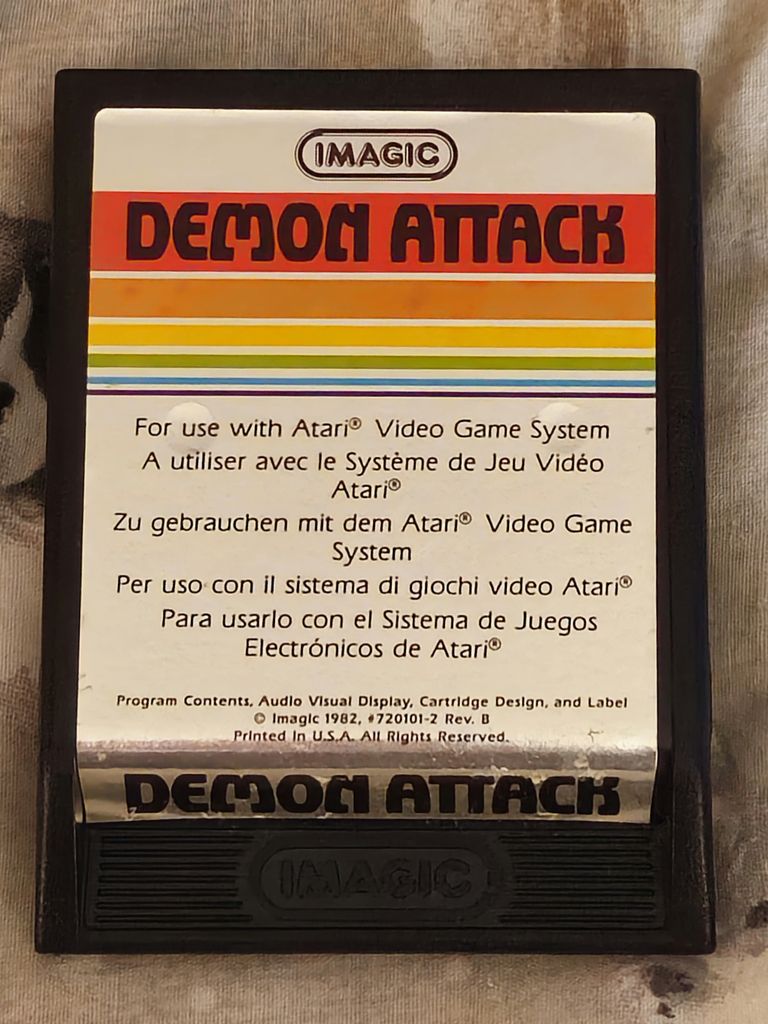 IMAGIC
DEMON ATTACK
For use with Atari® Video Game System
A utiliser avec le Système de Jeu Vidéo
Atari®
Zu gebrauchen mit dem Atari® Video Game
System
Per uso con il sistema di giochi video Atari®
Para usarlo con el Sistema de Juegos
Electrónicos de Atari®
Program Contents, Audio Visual Display, Cartridge Design, and Label
© Imagic 1982, #720101-2 Rev. B
Printed in U.S.A. All Rights Reserved.
DEMON ATTACK
IMAGIC